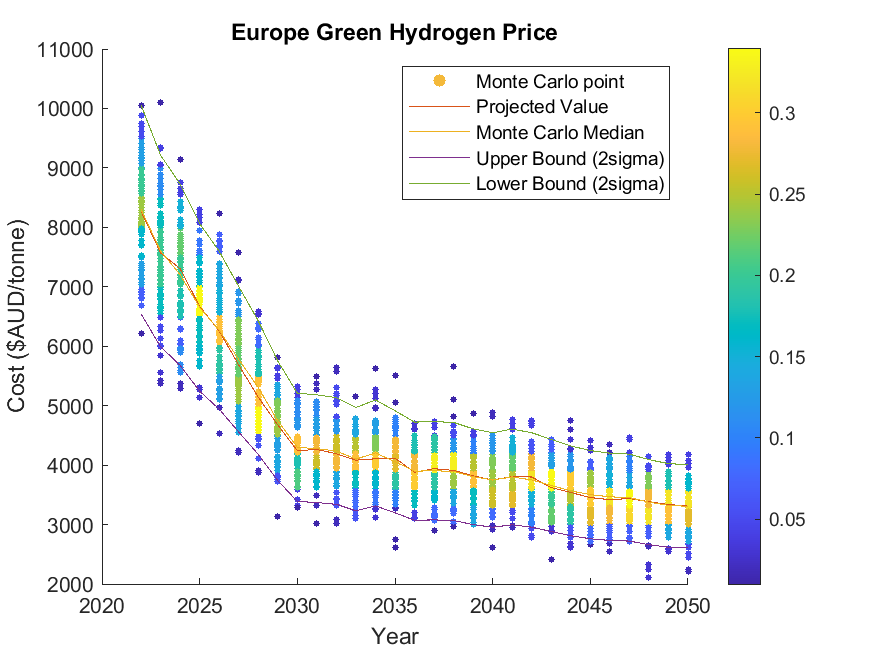 Europe Green Hydrogen Price
11000
10000
9000
8000
7000
6000
5000
4000
3000
2000
Cost ($AUD/tonne)
Monte Carlo point
Projected Value
Monte Carlo Median
Upper Bound (2sigma)
Lower Bound (2sigma)
0.3
0.25
0.2
0.15
0.1
0.05
2020 2025 2030 2035 2040 2045 2050
Year